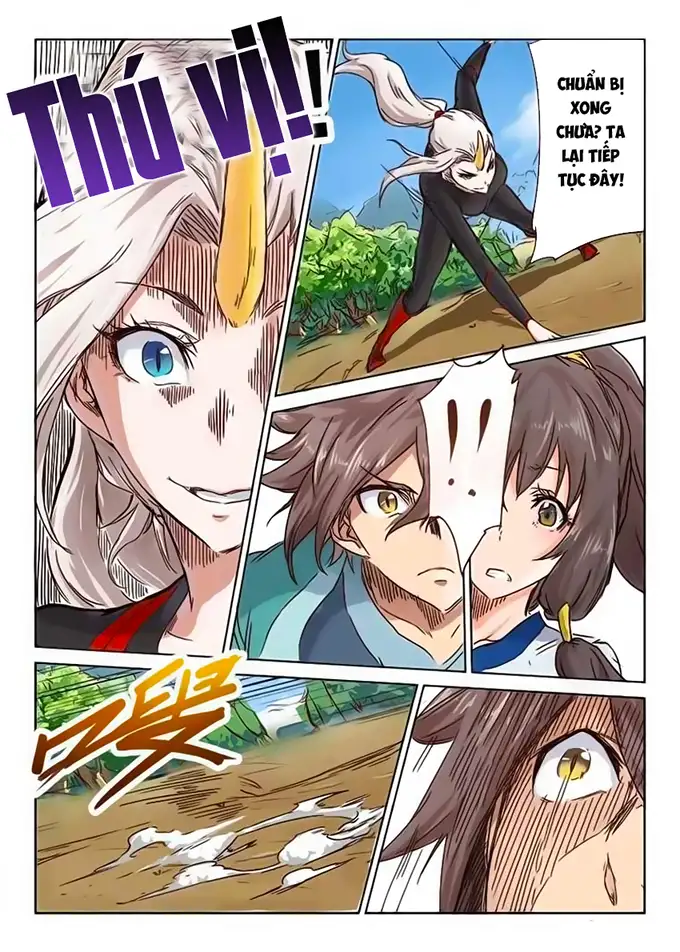 Thú vị!!
CHUẨN BỊ
XONG
CHƯA? TA
LẠI TIẾP
TỤC ĐÂY!
!!